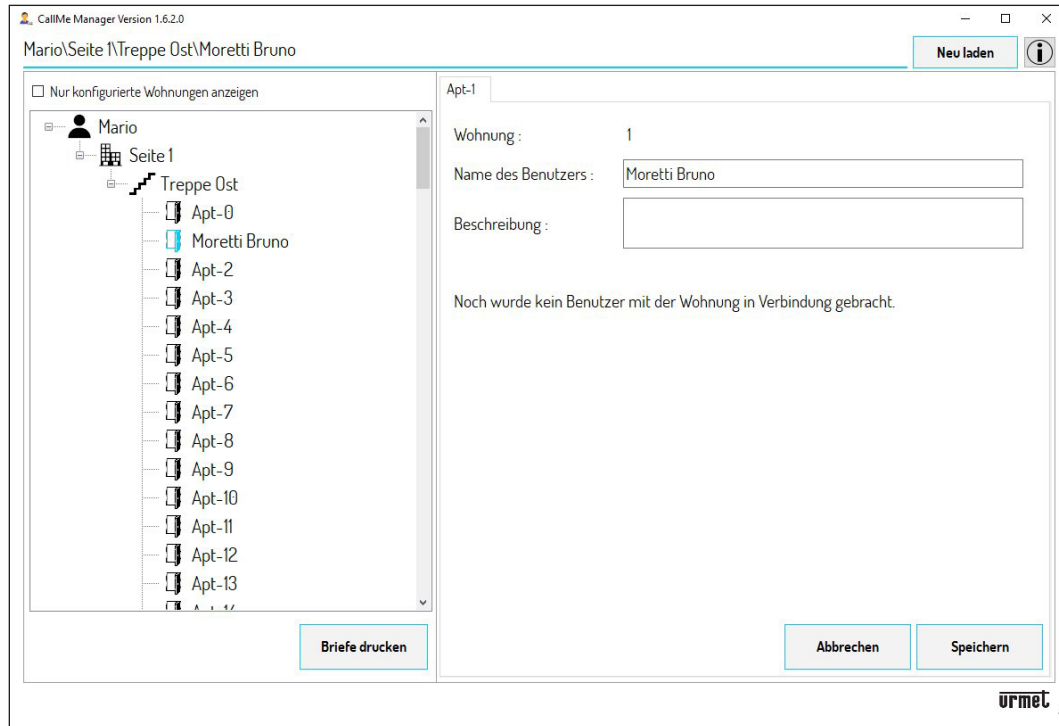 CallMe Manager Version 1.6.2.0
Mario\Seite 1\Treppe Ost\Moretti Bruno
Neu laden
Nur konfigurierte Wohnungen anzeigen
Mario
Seite 1
Treppe Ost
Apt-0
Moretti Bruno
Apt-2
Apt-3
Apt-4
Apt-5
Apt-6
Apt-7
Apt-8
Apt-9
Apt-10
Apt-11
Apt-12
Apt-13
Briefe drucken
Apt-1
Wohnung : 1
Name des Benutzers : Moretti Bruno
Beschreibung :
Noch wurde kein Benutzer mit der Wohnung in Verbindung gebracht.
Abbrechen Speichern
urmet